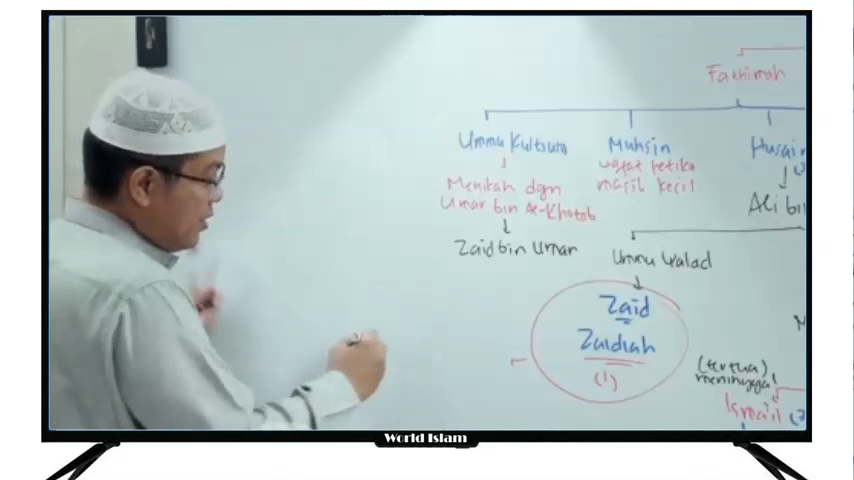 Fathimah
Ummu Kultsum
Muhsin
Husain
Menikah dgn
Umar bin Al-Khotob
wafat ketika
masih kecil
Ali bi
Zaid bin Umar
Ummu Walad
Zaid
Zaidiah
(1)
(tertua)
meninggal
Ismail
World Islam